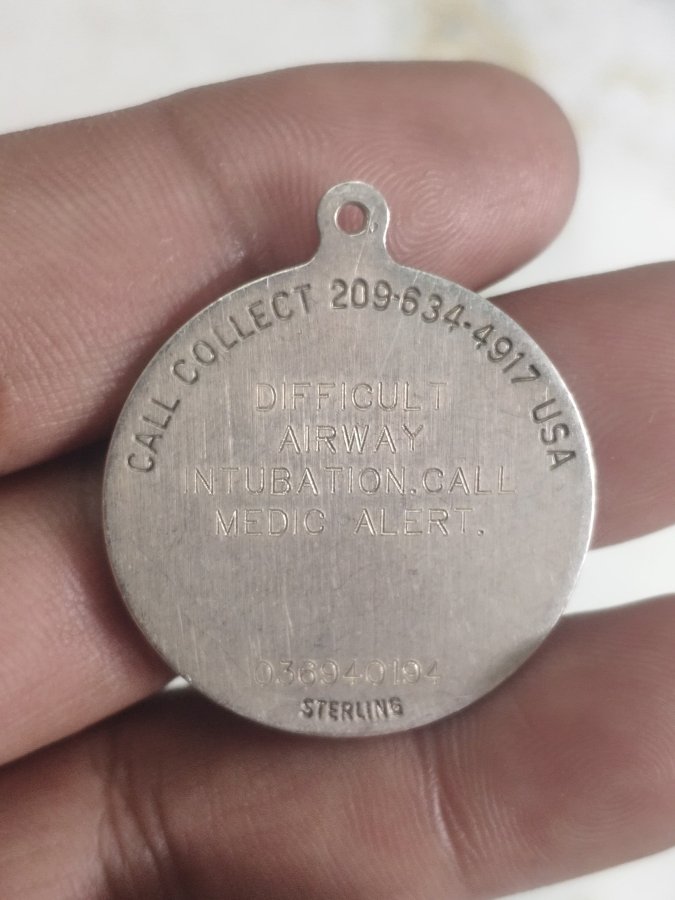 CALL COLLECT 209-634-4917 USA
DIFFICULT
AIRWAY
INTUBATION.CALL
MEDIC ALERT.
036940194
STERLING